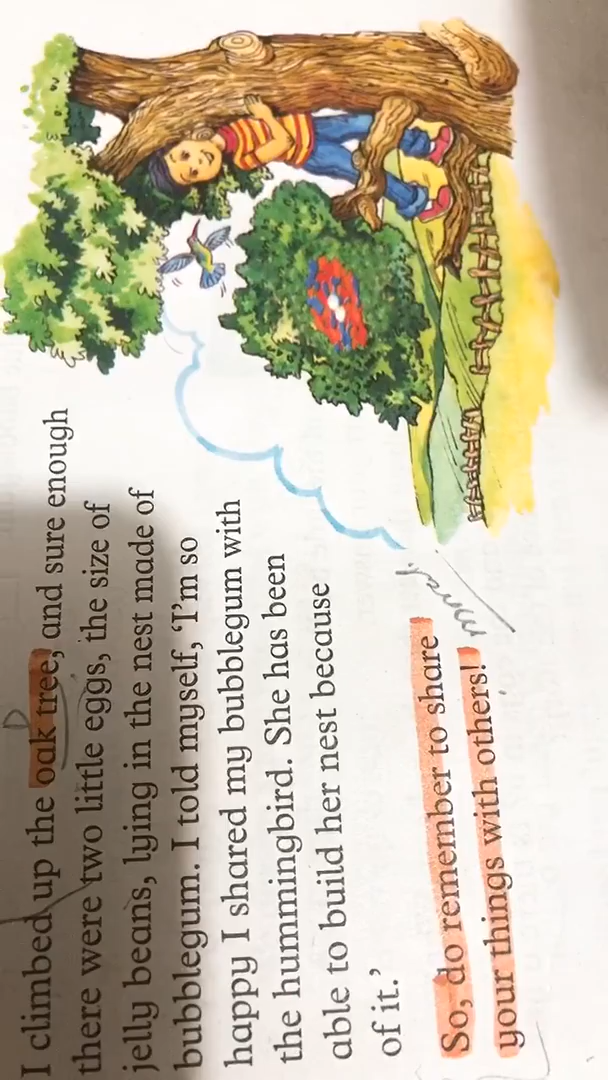 I climbed up the oak tree, and sure enough
there were two little eggs, the size of
jelly beans, lying in the nest made of
bubblegum. I told myself, ‘I’m so
happy I shared my bubblegum with
the hummingbird. She has been
able to build her nest because
of it.’
So, do remember to share
your things with others!
moral